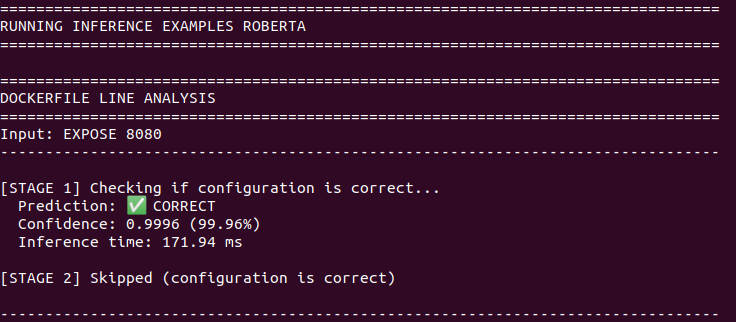 ================================================================================
RUNNING INFERENCE EXAMPLES ROBERTA
================================================================================
================================================================================
DOCKERFILE LINE ANALYSIS
================================================================================
Input: EXPOSE 8080
--------------------------------------------------------------------------------
[STAGE 1] Checking if configuration is correct...
Prediction: ✅ CORRECT
Confidence: 0.9996 (99.96%)
Inference time: 171.94 ms
[STAGE 2] Skipped (configuration is correct)
--------------------------------------------------------------------------------